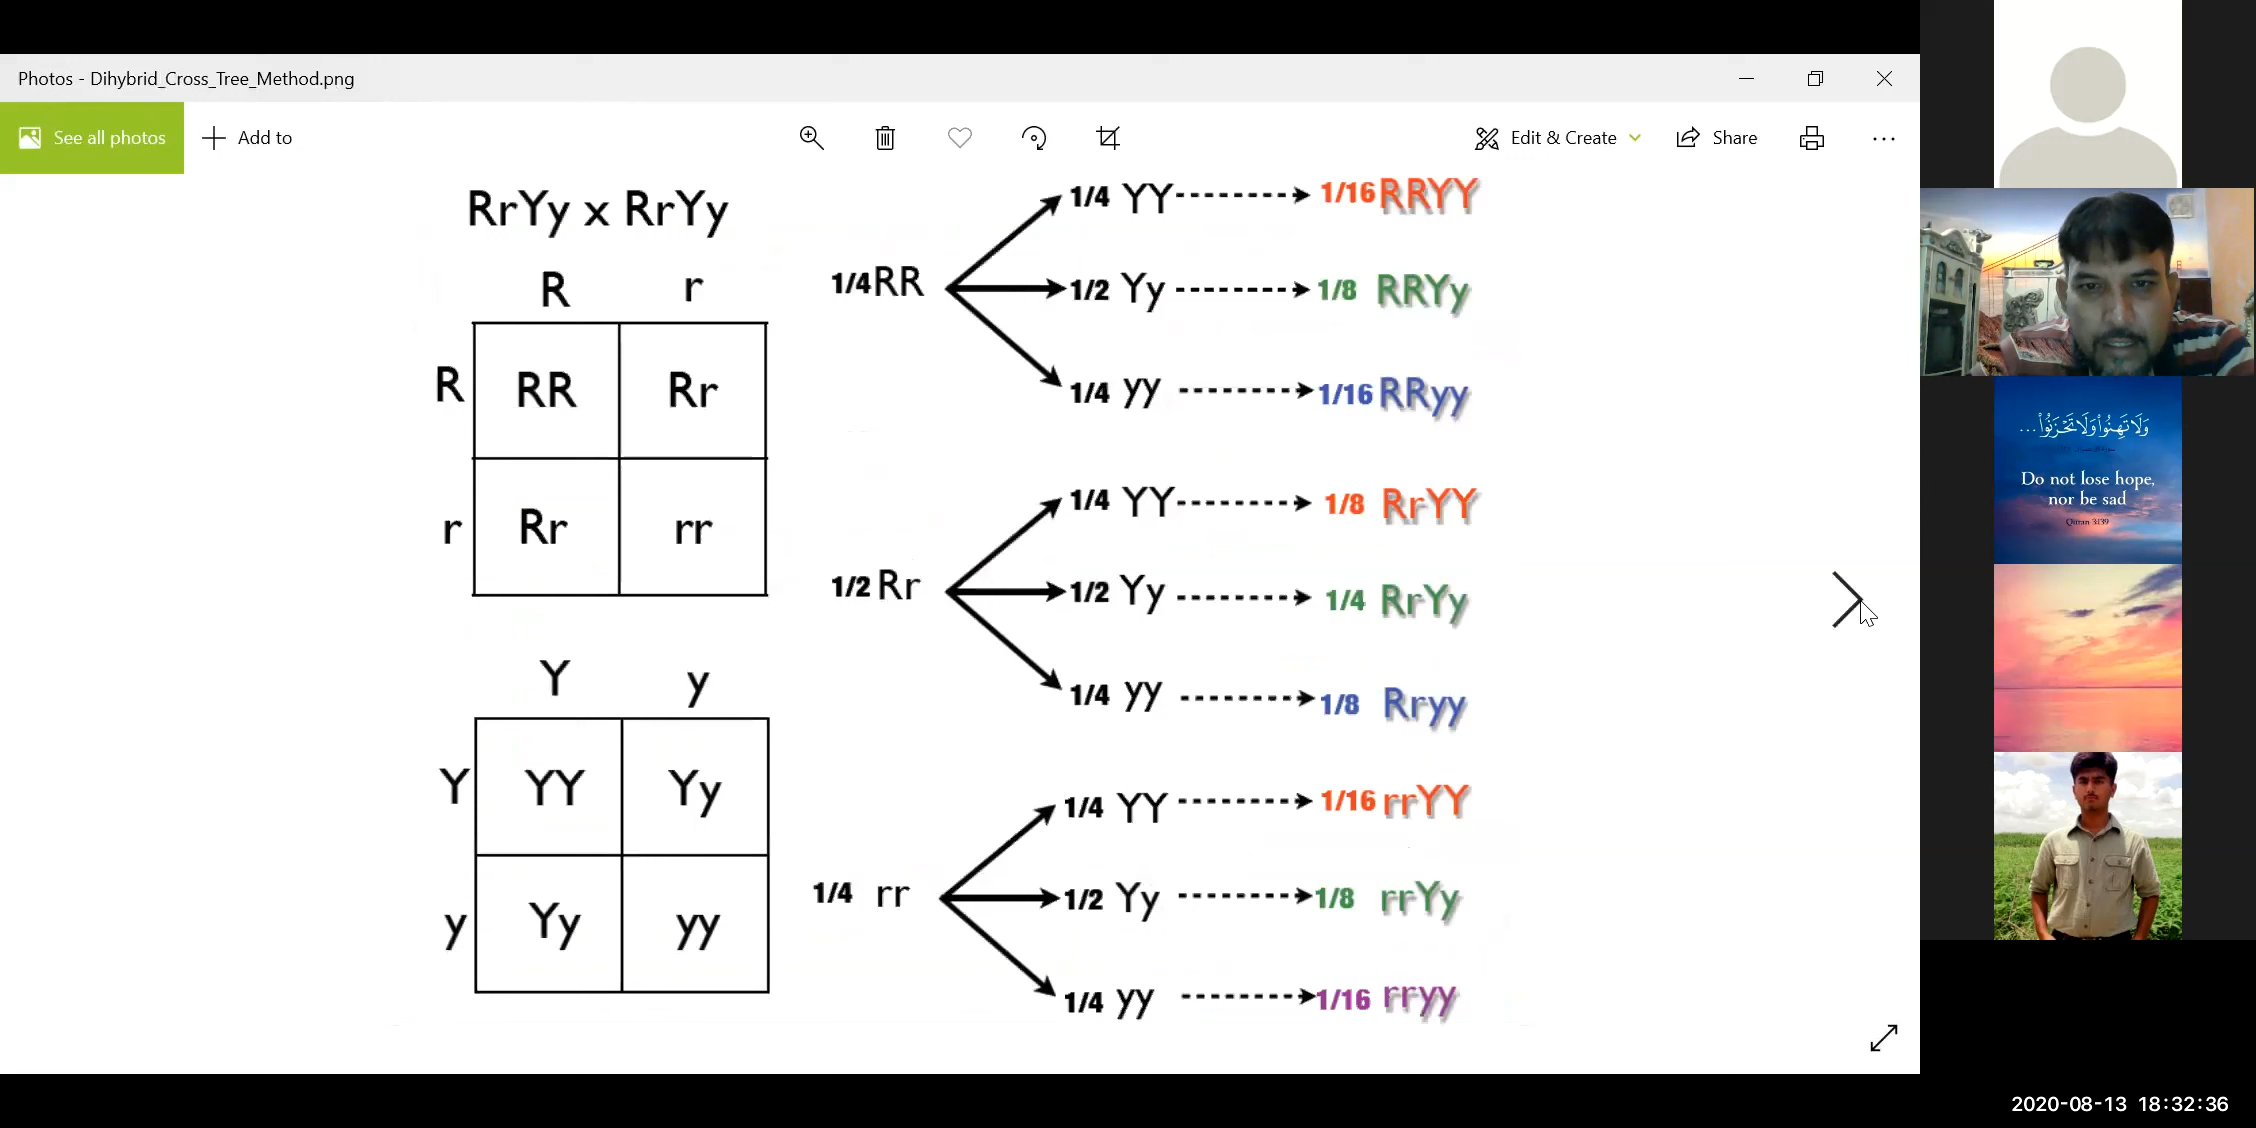 Photos - Dihybrid_Cross_Tree_Method.png
See all photos
Add to
Edit & Create
Share
RrYy x RrYy
R r
R RR Rr
r Rr rr
Y y
Y YY Yy
y Yy yy
1/4 RR
1/4 YY 1/16 RRYY
1/2 Yy 1/8 RRYy
1/4 yy 1/16 RRyy
1/2 Rr
1/4 YY 1/8 RrYY
1/2 Yy 1/4 RrYy
1/4 yy 1/8 Rryy
1/4 rr
1/4 YY 1/16 rrYY
1/2 Yy 1/8 rrYy
1/4 yy 1/16 rryy
وَلَا تَهِنُوا۟ وَلَا تَحْزَنُوا۟ ...
Do not lose hope,
nor be sad
Quran 3:139
2020-08-13 18:32:36